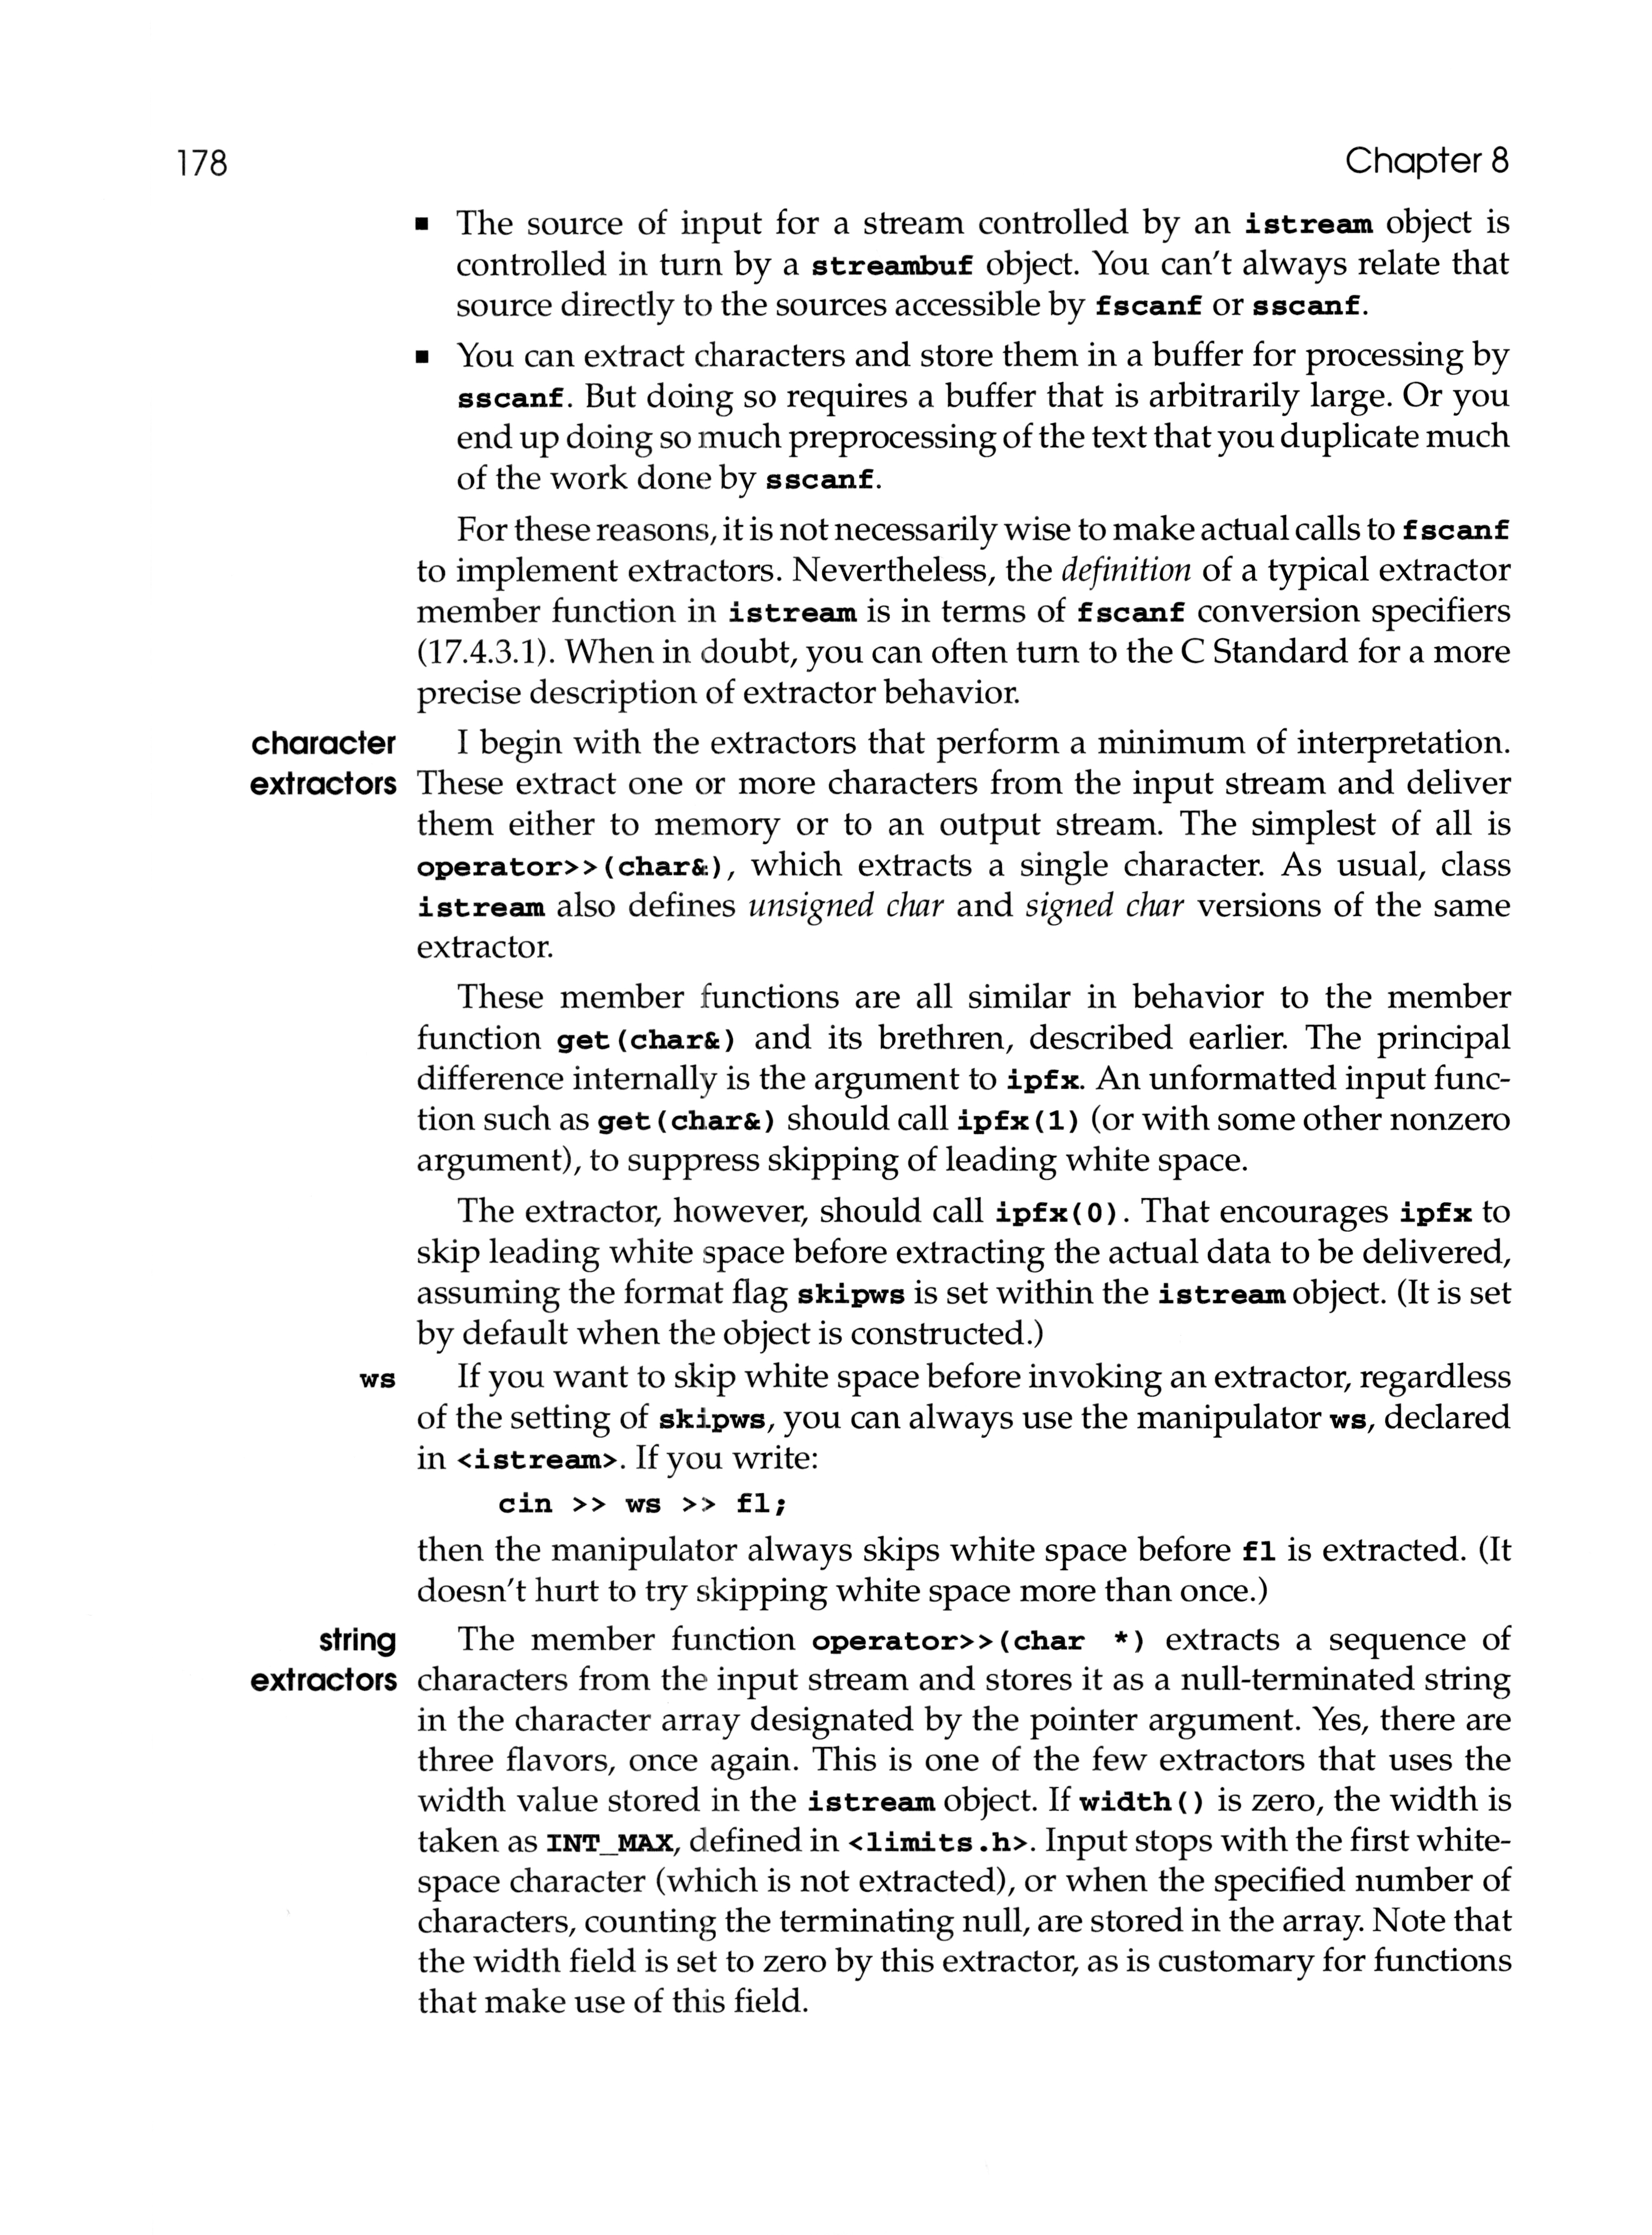 178
Chapter 8
▪ The source of input for a stream controlled by an istream object is
controlled in turn by a streambuf object. You can't always relate that
source directly to the sources accessible by fscanf or sscanf.
▪ You can extract characters and store them in a buffer for processing by
sscanf. But doing so requires a buffer that is arbitrarily large. Or you
end up doing so much preprocessing of the text that you duplicate much
of the work done by sscanf.
For these reasons, it is not necessarily wise to make actual calls to fscanf
to implement extractors. Nevertheless, the definition of a typical extractor
member function in istream is in terms of fscanf conversion specifiers
(17.4.3.1). When in doubt, you can often turn to the C Standard for a more
precise description of extractor behavior.
character I begin with the extractors that perform a minimum of interpretation.
extractors These extract one or more characters from the input stream and deliver
them either to memory or to an output stream. The simplest of all is
operator>>(char&), which extracts a single character. As usual, class
istream also defines unsigned char and signed char versions of the same
extractor.
These member functions are all similar in behavior to the member
function get(char&) and its brethren, described earlier. The principal
difference internally is the argument to ipfx. An unformatted input func-
tion such as get(char&) should call ipfx(1) (or with some other nonzero
argument), to suppress skipping of leading white space.
The extractor, however, should call ipfx(0). That encourages ipfx to
skip leading white space before extracting the actual data to be delivered,
assuming the format flag skipws is set within the istream object. (It is set
by default when the object is constructed.)
ws If you want to skip white space before invoking an extractor, regardless
of the setting of skipws, you can always use the manipulator ws, declared
in <istream>. If you write:
cin >> ws >> fl;
then the manipulator always skips white space before fl is extracted. (It
doesn't hurt to try skipping white space more than once.)
string The member function operator>>(char *) extracts a sequence of
extractors characters from the input stream and stores it as a null-terminated string
in the character array designated by the pointer argument. Yes, there are
three flavors, once again. This is one of the few extractors that uses the
width value stored in the istream object. If width() is zero, the width is
taken as INT_MAX, defined in <limits.h>. Input stops with the first white-
space character (which is not extracted), or when the specified number of
characters, counting the terminating null, are stored in the array. Note that
the width field is set to zero by this extractor, as is customary for functions
that make use of this field.